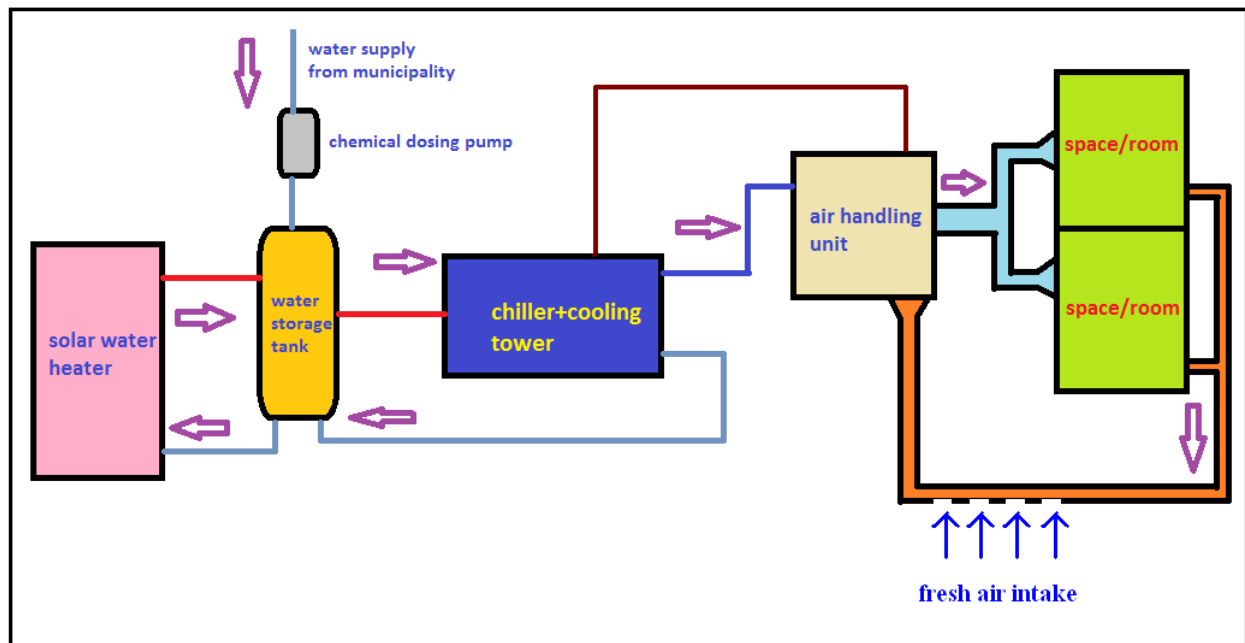 water supply
from municipality
chemical dosing pump
solar water
heater
water
storage
tank
chiller+cooling
tower
air handling
unit
space/room
space/room
fresh air intake